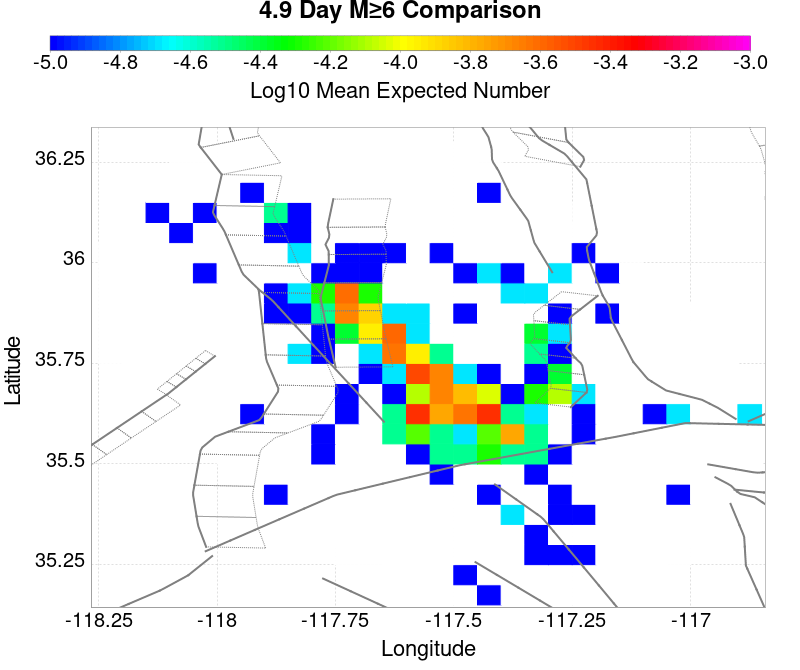 4.9 Day M≥6 Comparison
-5.0 -4.8 -4.6 -4.4 -4.2 -4.0 -3.8 -3.6 -3.4 -3.2 -3.0
Log10 Mean Expected Number
36.25
36
35.75
35.5
35.25
Latitude
-118.25 -118 -117.75 -117.5 -117.25 -117
Longitude